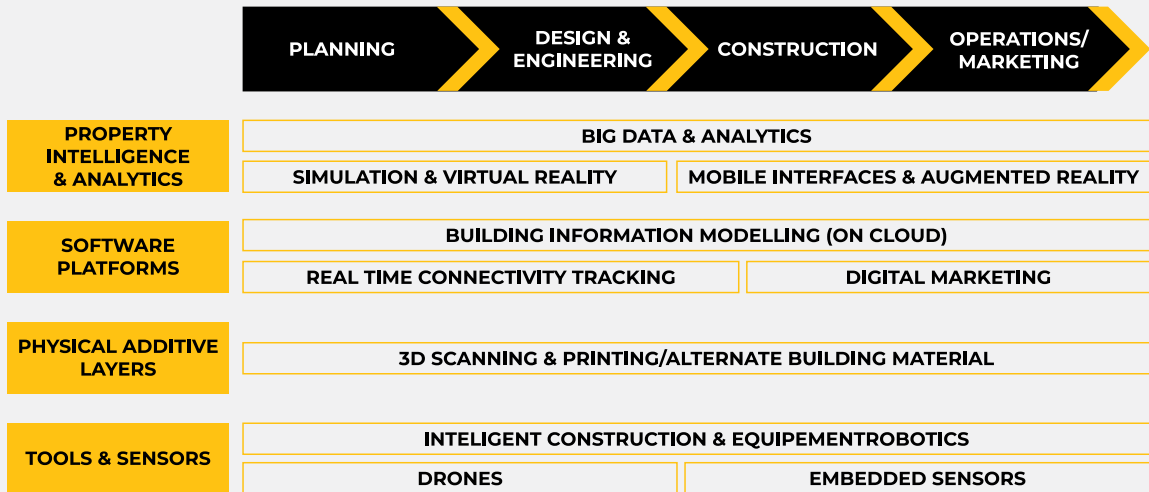 PLANNING
DESIGN &
ENGINEERING
CONSTRUCTION
OPERATIONS/
MARKETING
PROPERTY
INTELLIGENCE
& ANALYTICS
BIG DATA & ANALYTICS
SIMULATION & VIRTUAL REALITY
MOBILE INTERFACES & AUGMENTED REALITY
SOFTWARE
PLATFORMS
BUILDING INFORMATION MODELLING (ON CLOUD)
REAL TIME CONNECTIVITY TRACKING
DIGITAL MARKETING
PHYSICAL ADDITIVE
LAYERS
3D SCANNING & PRINTING/ALTERNATE BUILDING MATERIAL
TOOLS & SENSORS
INTELIGENT CONSTRUCTION & EQUIPEMENTROBOTICS
DRONES
EMBEDDED SENSORS